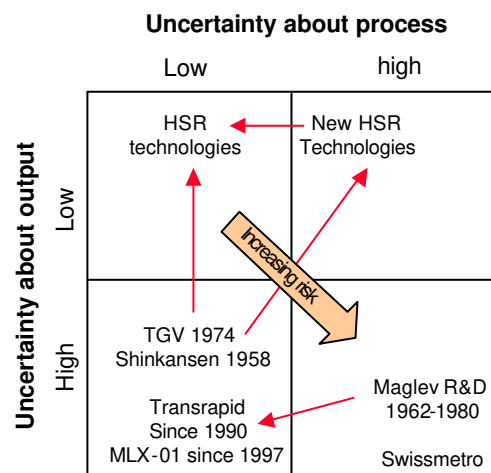 Uncertainty about process
Low
high
Uncertainty about output
Low
High
HSR
technologies
New HSR
Technologies
Increasing risk
TGV 1974
Shinkansen 1958
Transrapid
Since 1990
MLX-01 since 1997
Maglev R&D
1962-1980
Swissmetro